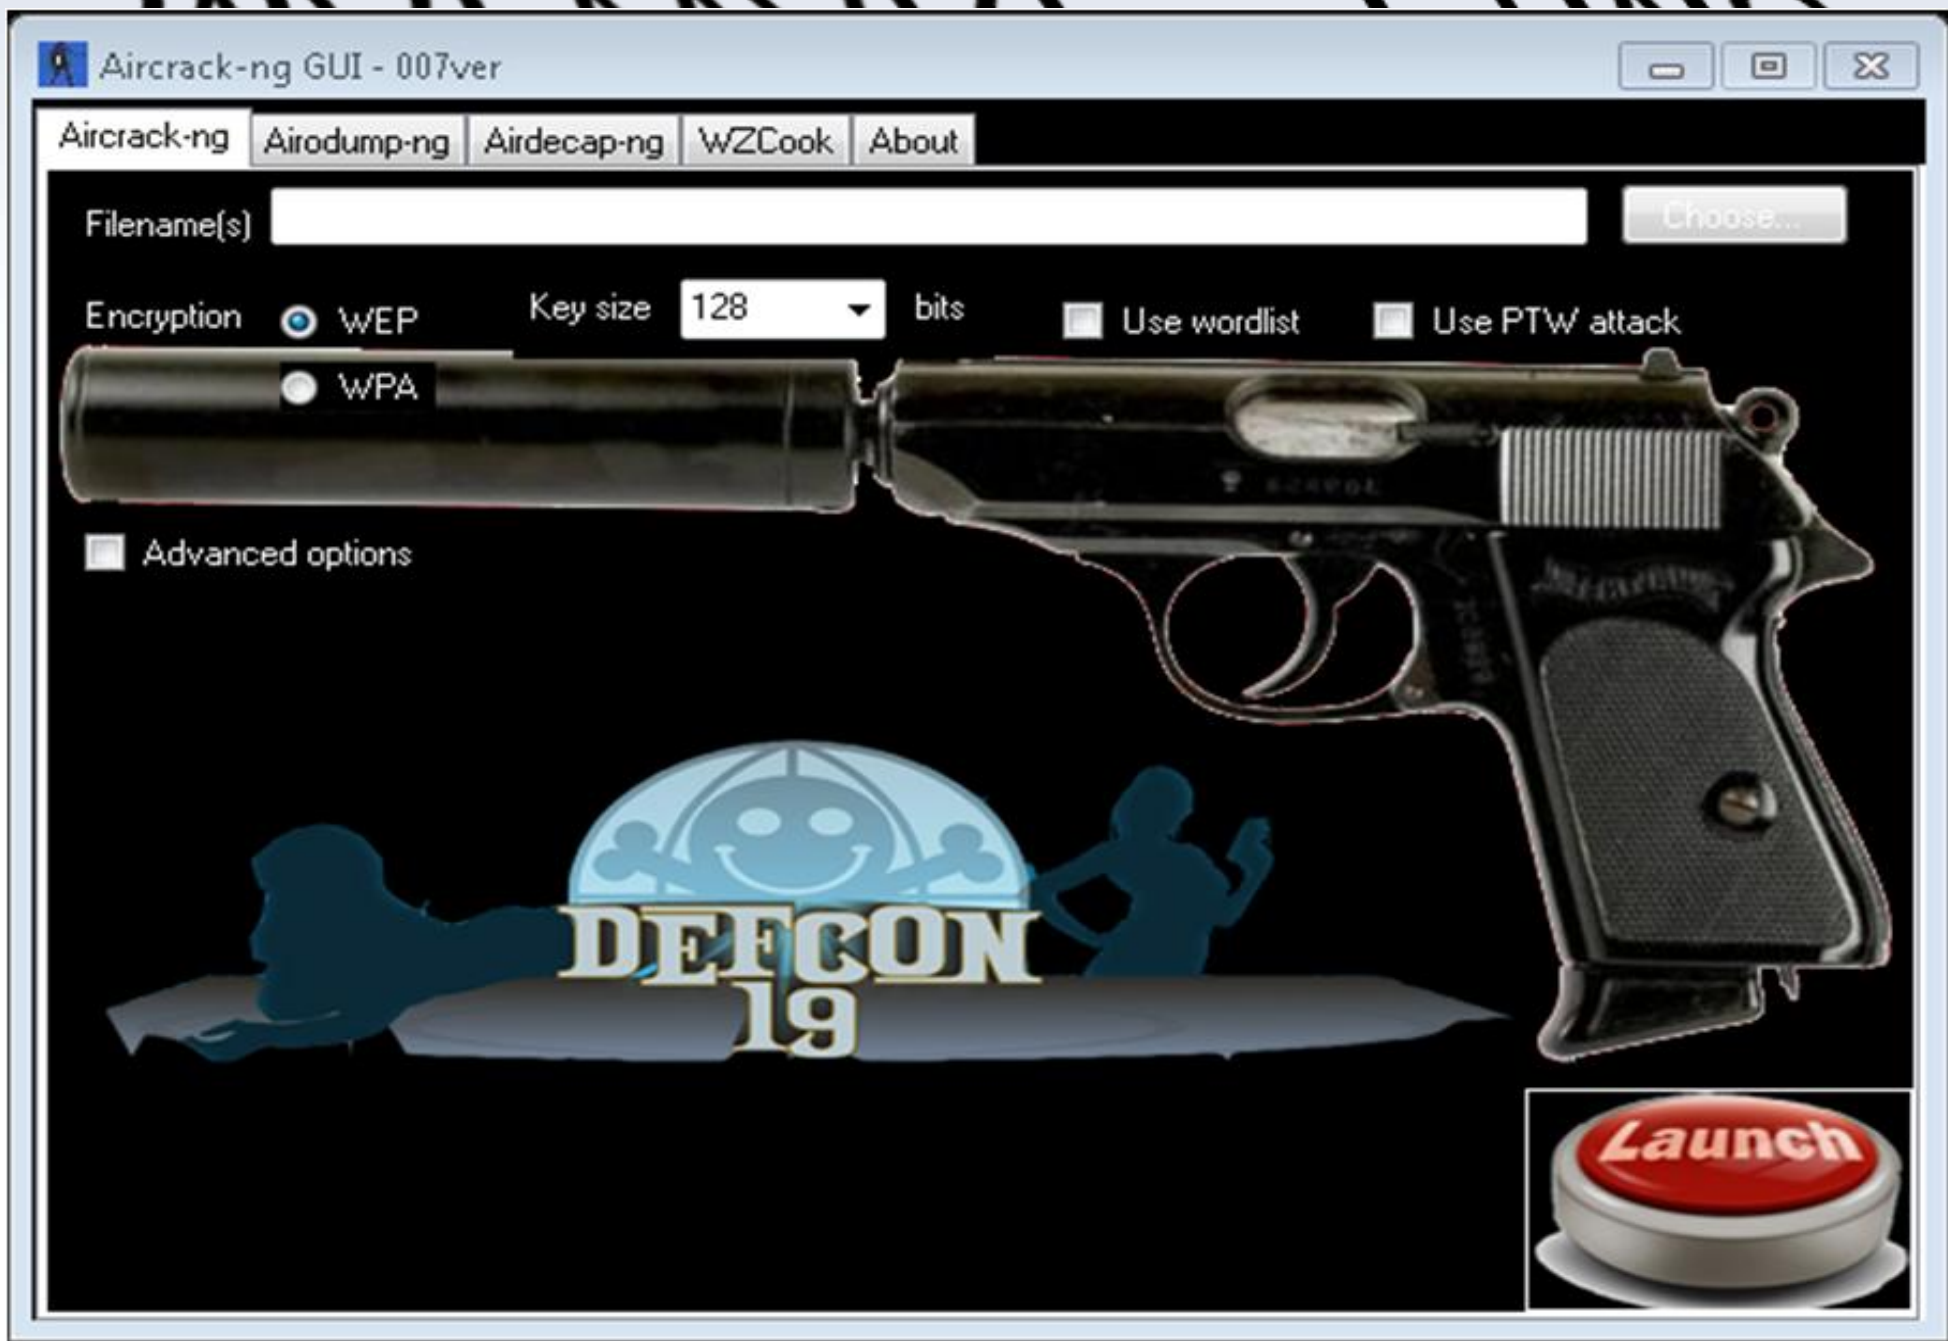 Aircrack-ng GUI - 007ver
Aircrack-ng Airodump-ng Airdecap-ng WZCook About
Filename(s) Choose...
Encryption WEP Key size 128 bits Use wordlist Use PTW attack
WPA
Advanced options
DEFCON
19
Launch